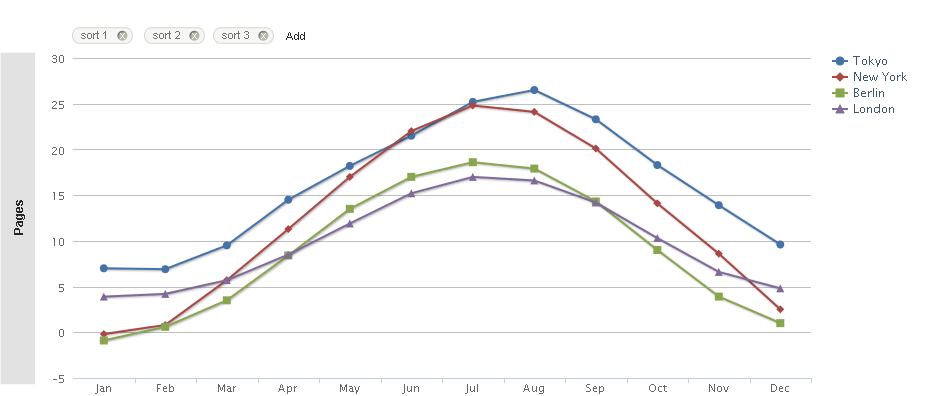 sort 1 sort 2 sort 3 Add
30
25
20
15
10
5
0
-5
Pages
Jan Feb Mar Apr May Jun Jul Aug Sep Oct Nov Dec
Tokyo
New York
Berlin
London